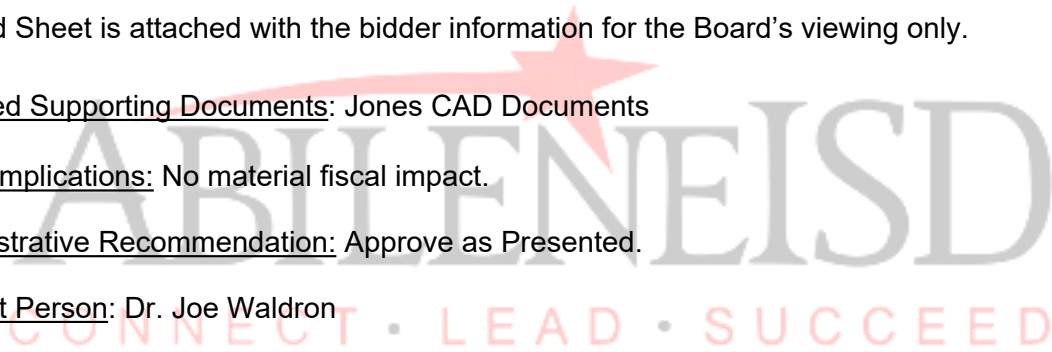 d Sheet is attached with the bidder information for the Board’s viewing only.
ed Supporting Documents: Jones CAD Documents
mplications: No material fiscal impact.
strative Recommendation: Approve as Presented.
t Person: Dr. Joe Waldron
ABILENEISD
CONNECT • LEAD • SUCCEED